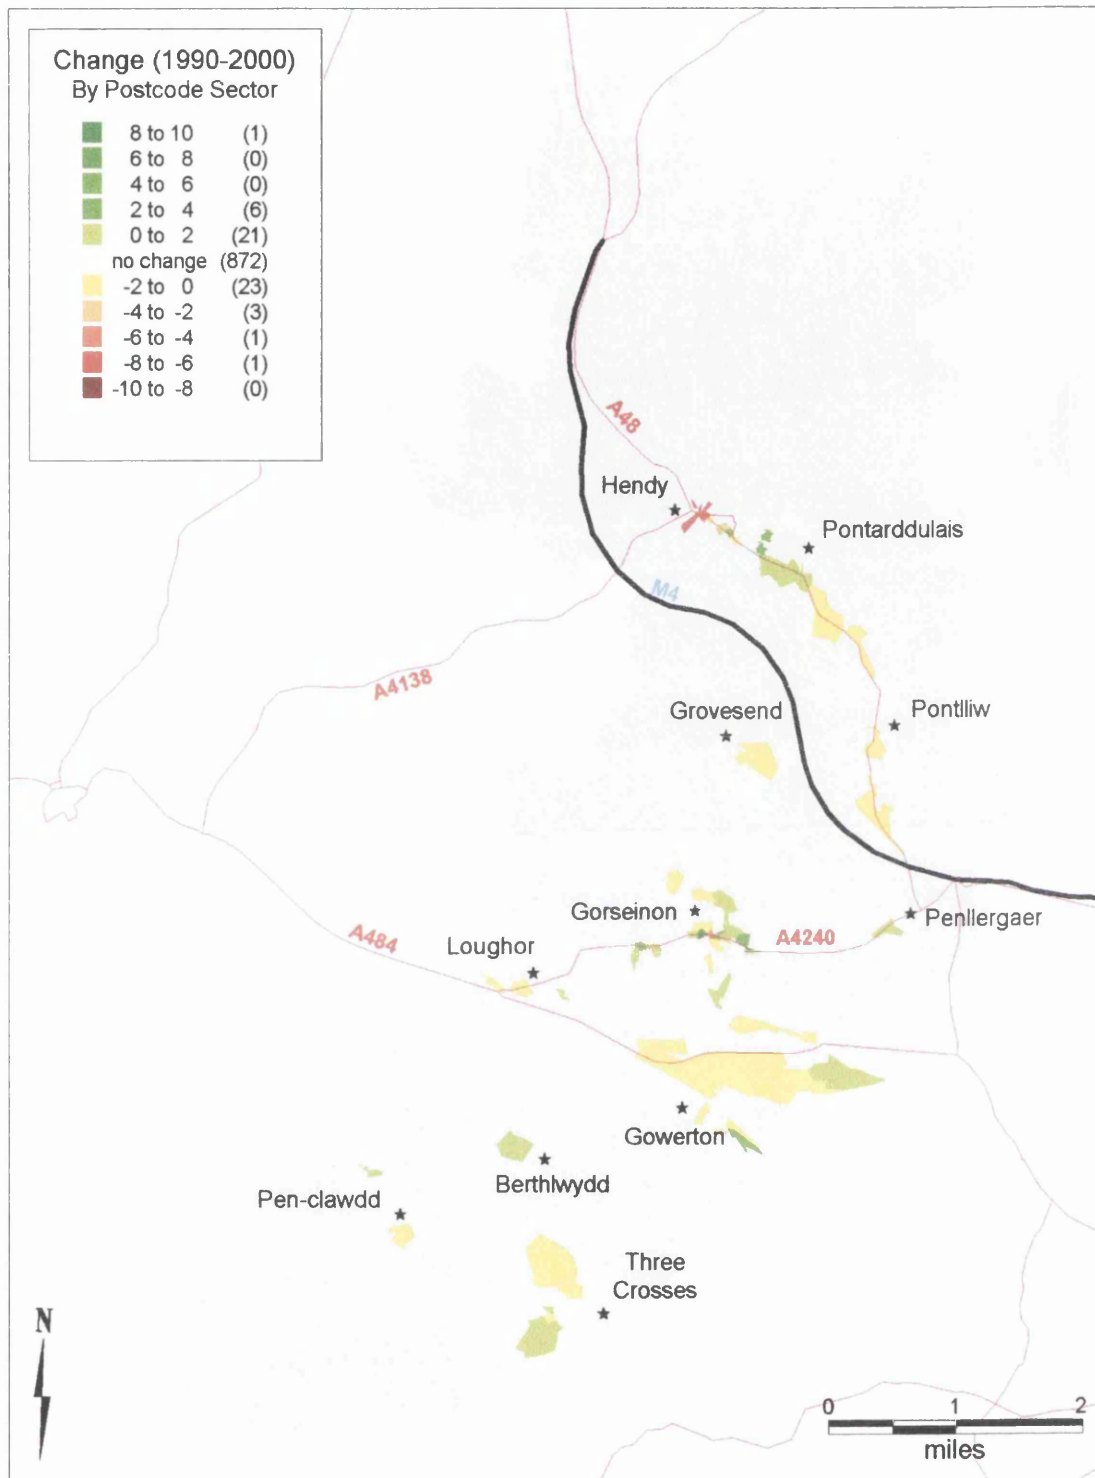 Change (1990-2000)
By Postcode Sector
8 to 10 (1)
6 to 8 (0)
4 to 6 (0)
2 to 4 (6)
0 to 2 (21)
no change (872)
-2 to 0 (23)
-4 to -2 (3)
-6 to -4 (1)
-8 to -6 (1)
-10 to -8 (0)
A48
Hendy
Pontarddulais
M4
A4138
Grovesend
Pontlliw
Gorseinon
Penllergaer
A484
Loughor
A4240
Gowerton
Berthlwydd
Pen-clawdd
Three
Crosses
N
0 1 2
miles